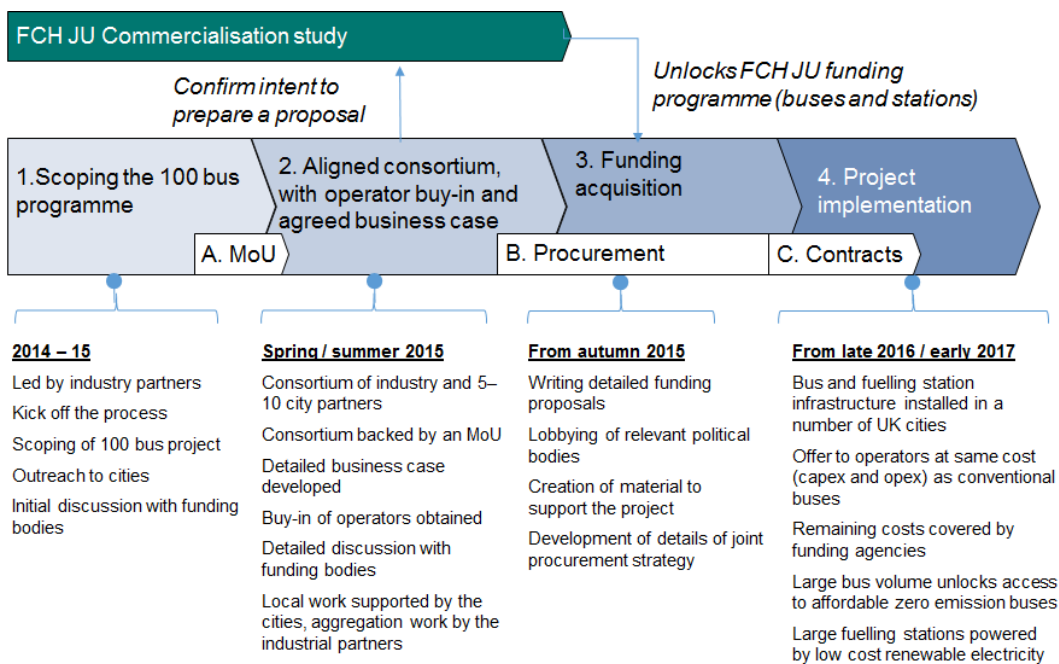 FCH JU Commercialisation study
Confirm intent to
prepare a proposal
Unlocks FCH JU funding
programme (buses and stations)
1.Scoping the 100 bus
programme
2. Aligned consortium,
with operator buy-in and
agreed business case
3. Funding
acquisition
4. Project
implementation
A. MoU
B. Procurement
C. Contracts
2014 – 15
Led by industry partners
Kick off the process
Scoping of 100 bus project
Outreach to cities
Initial discussion with funding
bodies
Spring / summer 2015
Consortium of industry and 5–
10 city partners
Consortium backed by an MoU
Detailed business case
developed
Buy-in of operators obtained
Detailed discussion with
funding bodies
Local work supported by the
cities, aggregation work by the
industrial partners
From autumn 2015
Writing detailed funding
proposals
Lobbying of relevant political
bodies
Creation of material to
support the project
Development of details of joint
procurement strategy
From late 2016 / early 2017
Bus and fuelling station
infrastructure installed in a
number of UK cities
Offer to operators at same cost
(capex and opex) as conventional
buses
Remaining costs covered by
funding agencies
Large bus volume unlocks access
to affordable zero emission buses
Large fuelling stations powered
by low cost renewable electricity